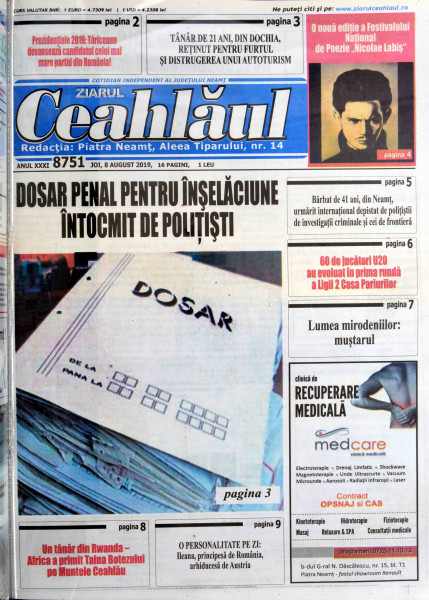 CURS VALUTAR BNR: 1 EURO = 4.7309 lei | 1 USD = 4.2308 lei
Ne puteți citi și pe: www.ziarulceahlaul.ro
pagina 2
Prezidențiale 2019: Tăriceanu
devansează candidatul celui mai
mare partid din România!
pagina 3
TÂNĂR DE 21 ANI, DIN DOCHIA,
REȚINUT PENTRU FURTUL
ȘI DISTRUGEREA UNUI AUTOTURISM
O nouă ediție a Festivalului
Național
de Poezie „Nicolae Labiș”
pagina 4
COTIDIAN INDEPENDENT AL JUDEȚULUI NEAMȚ
ZIARUL
Ceahlăul
Redacția: Piatra Neamț, Aleea Tiparului, nr. 14
ANUL XXXI 8751 JOI, 8 AUGUST 2019, 16 PAGINI, 1 LEU
DOSAR PENAL PENTRU ÎNȘELĂCIUNE
ÎNTOCMIT DE POLIȚIȘTI
DOSAR
DE LA
PANA LA
pagina 3
pagina 5
Bărbat de 41 ani, din Neamț,
urmărit internațional depistat de polițiștii
de investigații criminale și cei de frontieră
pagina 6
60 de jucători U20
au evoluat în prima rundă
a Ligii 2 Casa Pariurilor
pagina 7
Lumea mirodeniilor:
muștarul
clinică de
RECUPERARE
MEDICALĂ
medcare
clinică medicală
Electroterapie • Drenaj Limfatic • Shockwave
Magnetoterapie • Unde Ultrascurte • Vacuum
Microunde • Aerosoli • Radiații infraroșii • Laser
Contract
OPSNAJ si CAS
Kinetoterapie Hidroterapie Fizioterapie
Masaj Relaxare & SPA Consultații medicale
b-dul G-ral N. Dăscălescu, nr. 15, bl. T1
Piatra Neamț - fostul showroom Renault
pagina 8
Un tânăr din Rwanda –
Africa a primit Taina Botezului
pe Muntele Ceahlău
pagina 9
O PERSONALITATE PE ZI:
Ileana, principesă de România,
arhiducesă de Austria